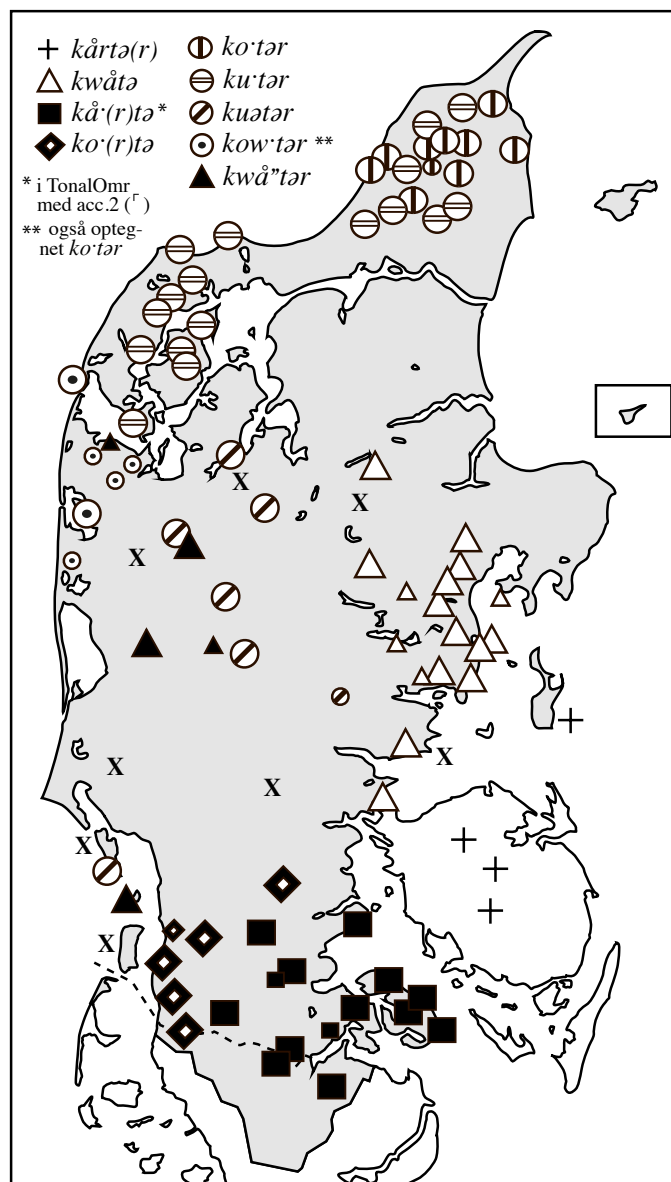 kårtə(r)
kwåtə
kå·(r)tə*
ko·(r)tə
* i TonalOmr
med acc.2 (┌ )
** også opteg-
net ko·tər
ko·tər
ku·tər
kuətər
kow·tər **
kwå"tər
X
X
X
X
X
X
X
X